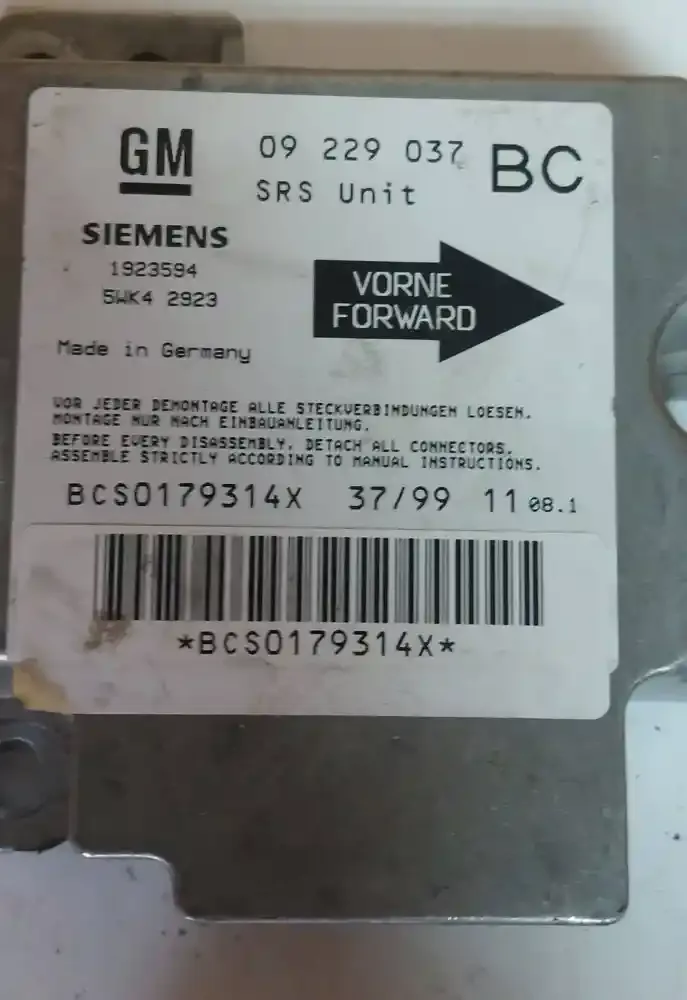 GM 09 229 037 BC
SRS Unit
SIEMENS
1923594
5WK4 2923
VORNE
FORWARD
Made in Germany
VOR JEDER DEMONTAGE ALLE STECKVERBINDUNGEN LOESEN.
MONTAGE NUR NACH EINBAUANLEITUNG.
BEFORE EVERY DISASSEMBLY, DETACH ALL CONNECTORS.
ASSEMBLE STRICTLY ACCORDING TO MANUAL INSTRUCTIONS.
BCS0179314X 37/99 11 08.1
*BCS0179314X*